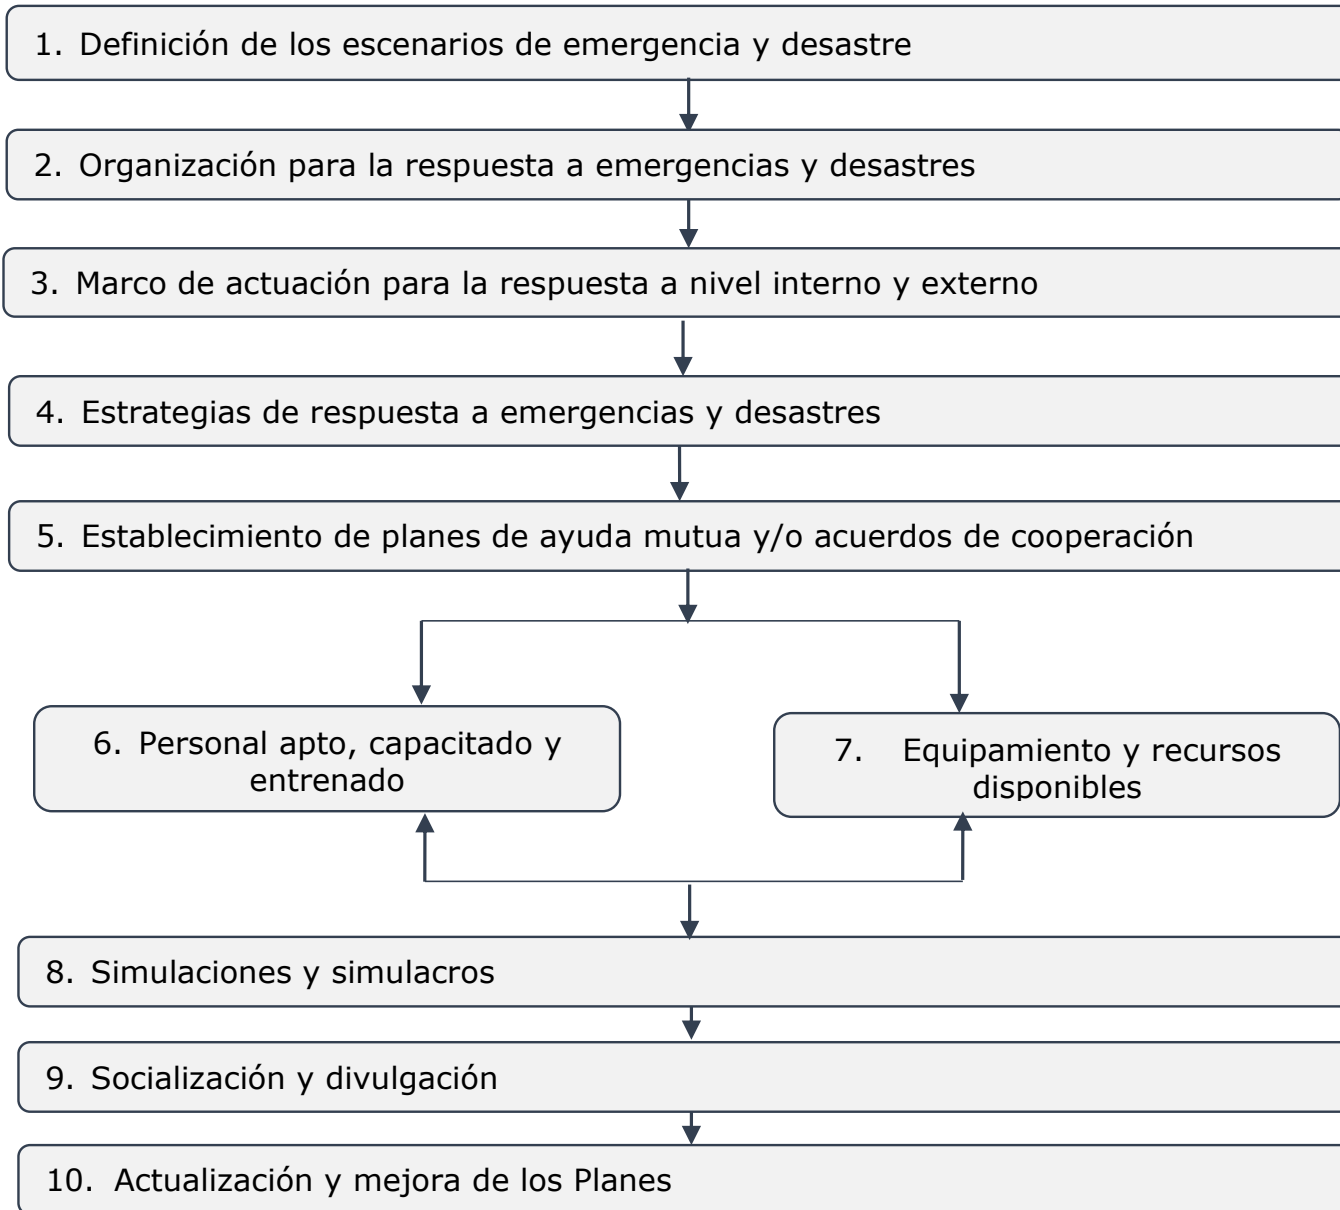 1. Definición de los escenarios de emergencia y desastre
2. Organización para la respuesta a emergencias y desastres
3. Marco de actuación para la respuesta a nivel interno y externo
4. Estrategias de respuesta a emergencias y desastres
5. Establecimiento de planes de ayuda mutua y/o acuerdos de cooperación
6. Personal apto, capacitado y
entrenado
7. Equipamiento y recursos
disponibles
8. Simulaciones y simulacros
9. Socialización y divulgación
10. Actualización y mejora de los Planes